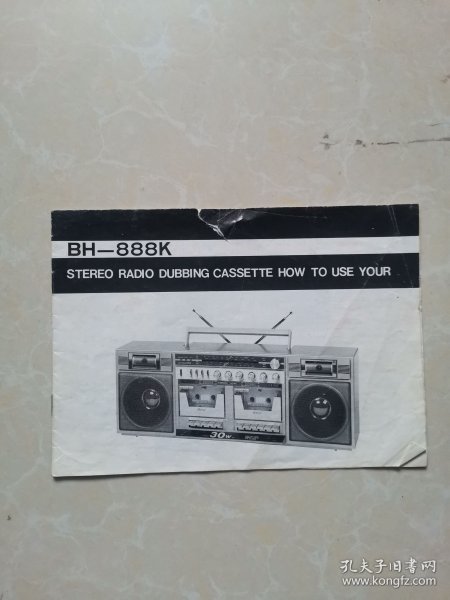 BH—888K
STEREO RADIO DUBBING CASSETTE HOW TO USE YOUR
30W
孔夫子旧书网
www.kongfz.com